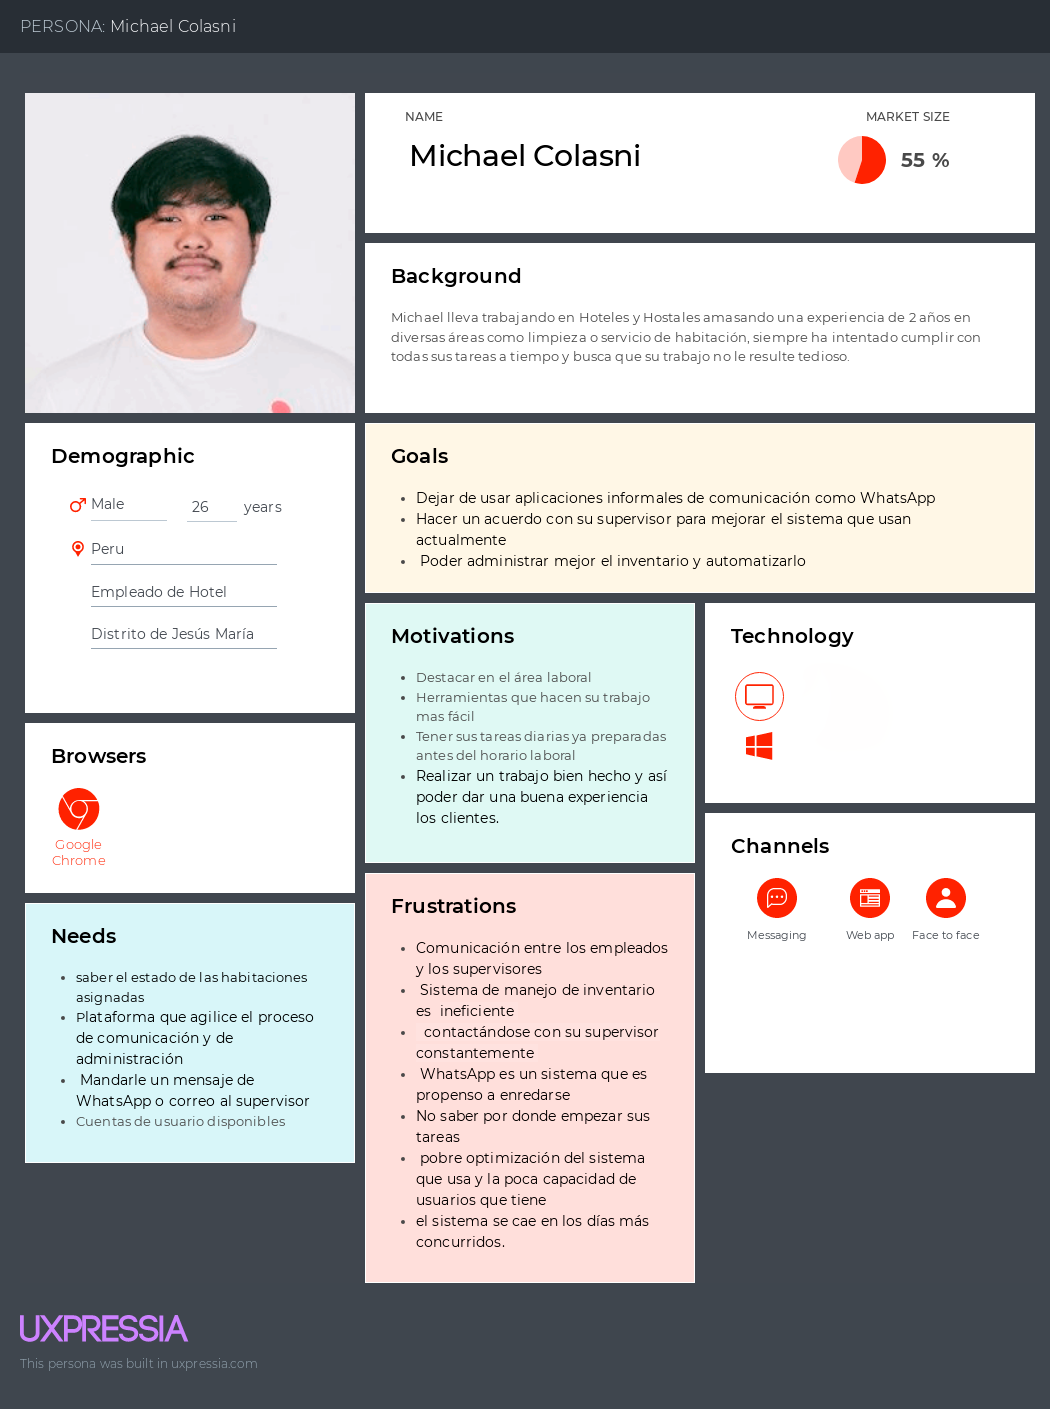 PERSONA: Michael Colasni
NAME
Michael Colasni
MARKET SIZE
55 %
Background
Michael lleva trabajando en Hoteles y Hostales amasando una experiencia de 2 años en
diversas áreas como limpieza o servicio de habitación, siempre ha intentado cumplir con
todas sus tareas a tiempo y busca que su trabajo no le resulte tedioso.
Demographic
Male
26 years
Peru
Empleado de Hotel
Distrito de Jesús María
Goals
• Dejar de usar aplicaciones informales de comunicación como WhatsApp
• Hacer un acuerdo con su supervisor para mejorar el sistema que usan
actualmente
• Poder administrar mejor el inventario y automatizarlo
Motivations
• Destacar en el área laboral
• Herramientas que hacen su trabajo
mas fácil
• Tener sus tareas diarias ya preparadas
antes del horario laboral
• Realizar un trabajo bien hecho y así
poder dar una buena experiencia
los clientes.
Technology
Browsers
Google
Chrome
Channels
Messaging
Web app
Face to face
Needs
• saber el estado de las habitaciones
asignadas
• Plataforma que agilice el proceso
de comunicación y de
administración
• Mandarle un mensaje de
WhatsApp o correo al supervisor
• Cuentas de usuario disponibles
Frustrations
• Comunicación entre los empleados
y los supervisores
• Sistema de manejo de inventario
es ineficiente
• contactándose con su supervisor
constantemente
• WhatsApp es un sistema que es
propenso a enredarse
• No saber por donde empezar sus
tareas
• pobre optimización del sistema
que usa y la poca capacidad de
usuarios que tiene
• el sistema se cae en los días más
concurridos.
UXPRESSIA
This persona was built in uxpressia.com